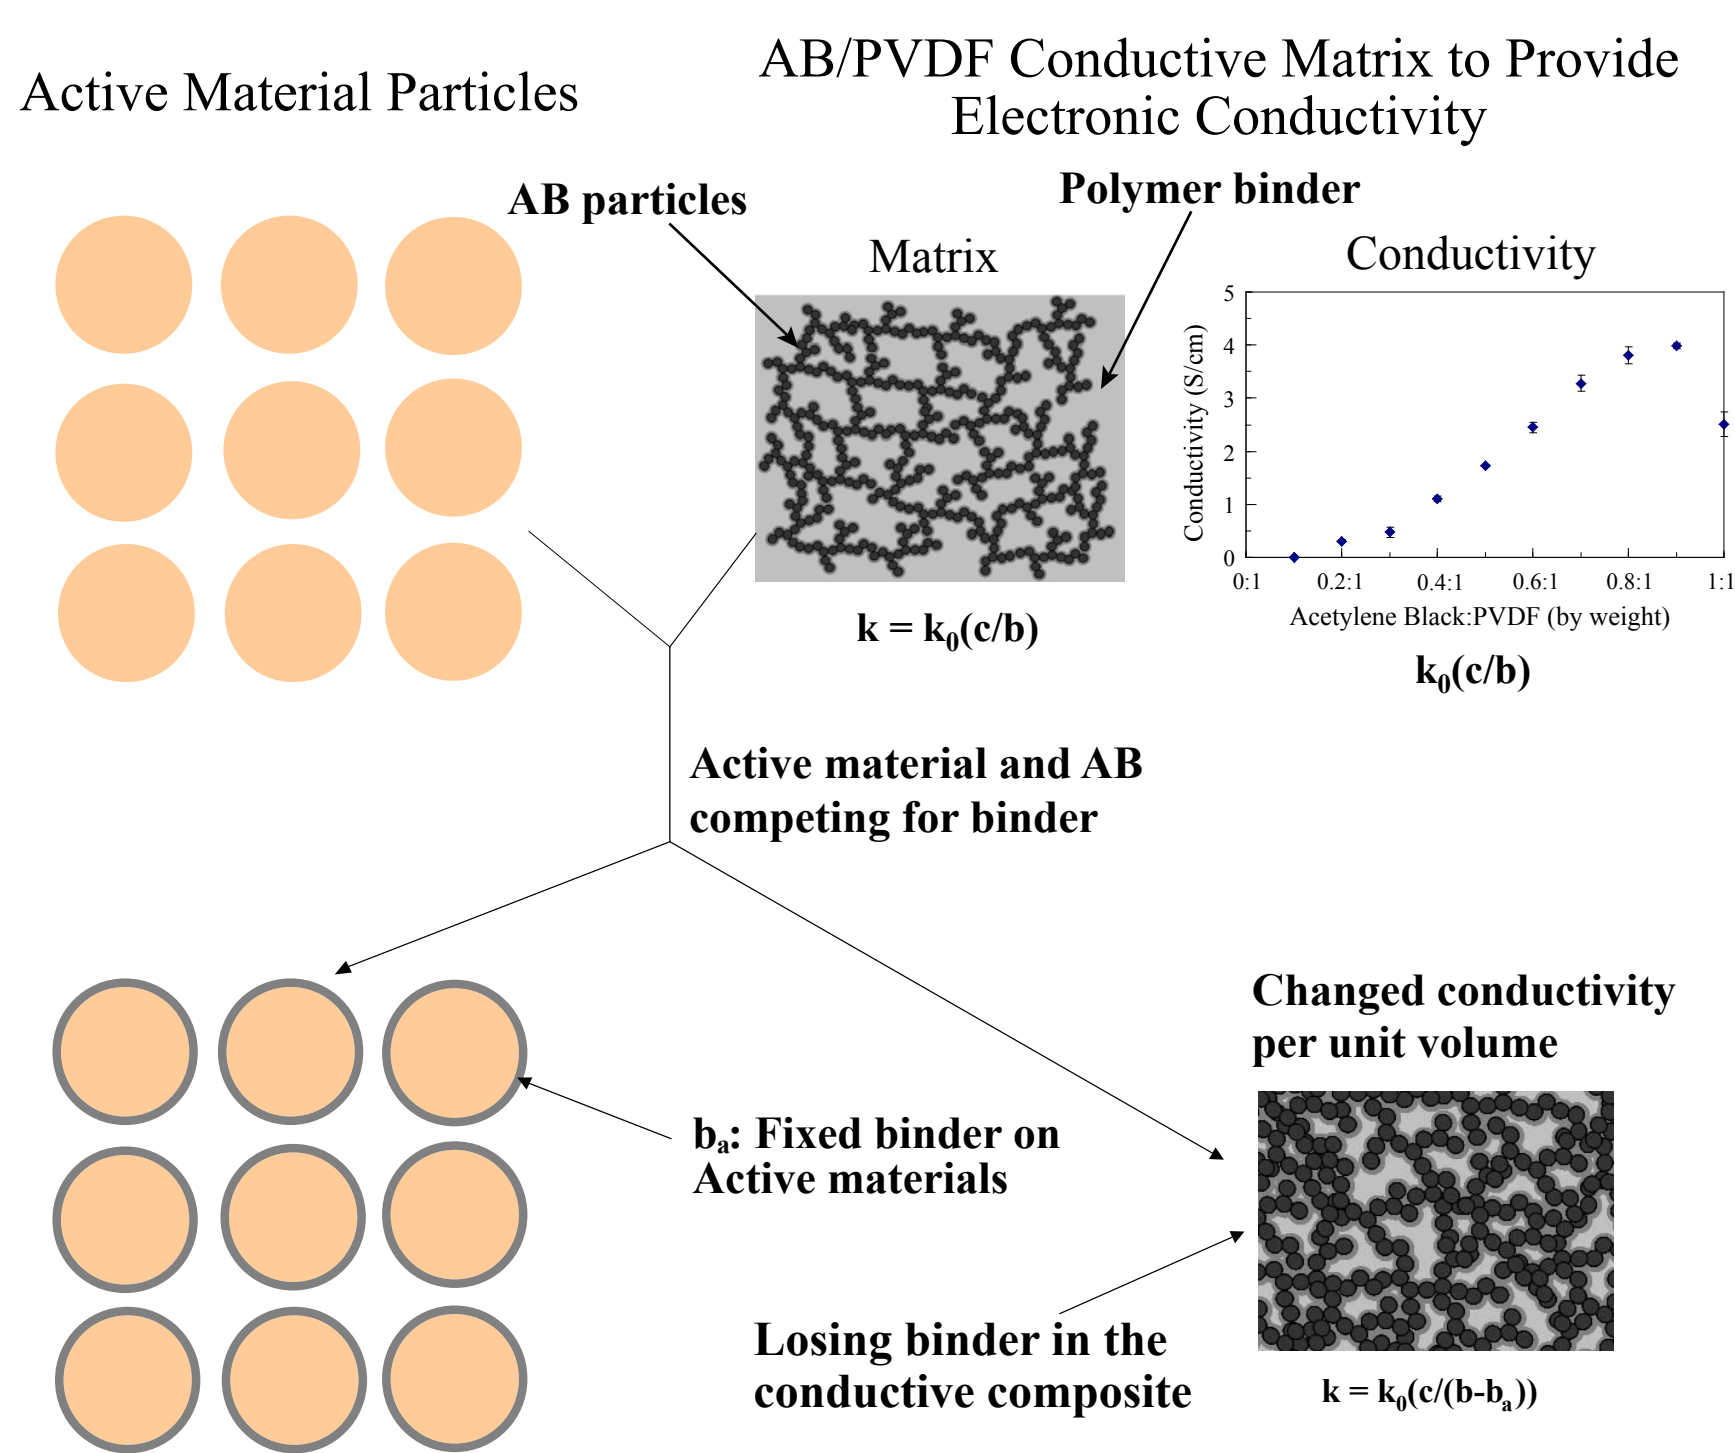 Active Material Particles
AB/PVDF Conductive Matrix to Provide
Electronic Conductivity
AB particles
Polymer binder
Matrix
Conductivity
5
4
3
2
1
0
Conductivity (S/cm)
0:1 0.2:1 0.4:1 0.6:1 0.8:1 1:1
Acetylene Black:PVDF (by weight)
k = k₀(c/b)
k₀(c/b)
Active material and AB
competing for binder
Changed conductivity
per unit volume
bₐ: Fixed binder on
Active materials
Losing binder in the
conductive composite
k = k₀(c/(b-bₐ))